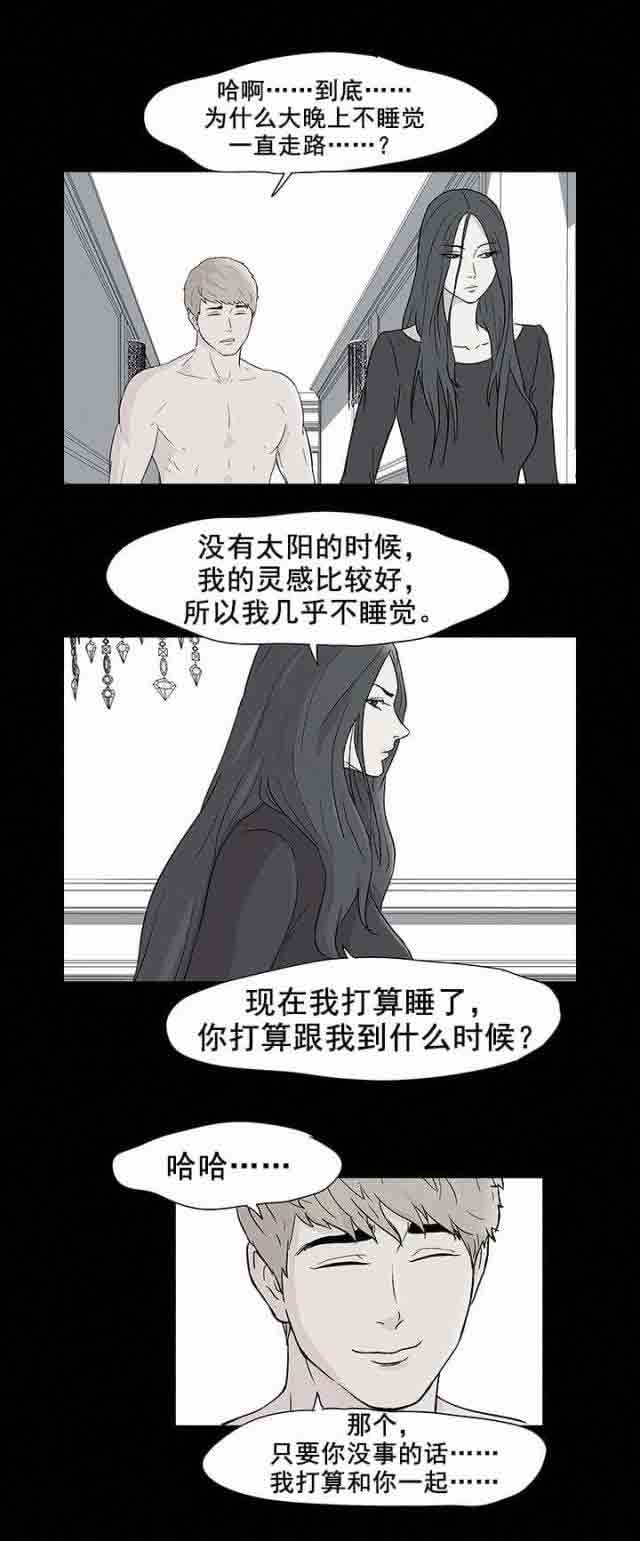 哈啊……到底……
为什么大晚上不睡觉
一直走路……？
没有太阳的时候，
我的灵感比较好，
所以我几乎不睡觉。
现在我打算睡了，
你打算跟我到什么时候？
哈哈……
那个，
只要你没事的话……
我打算和你一起……